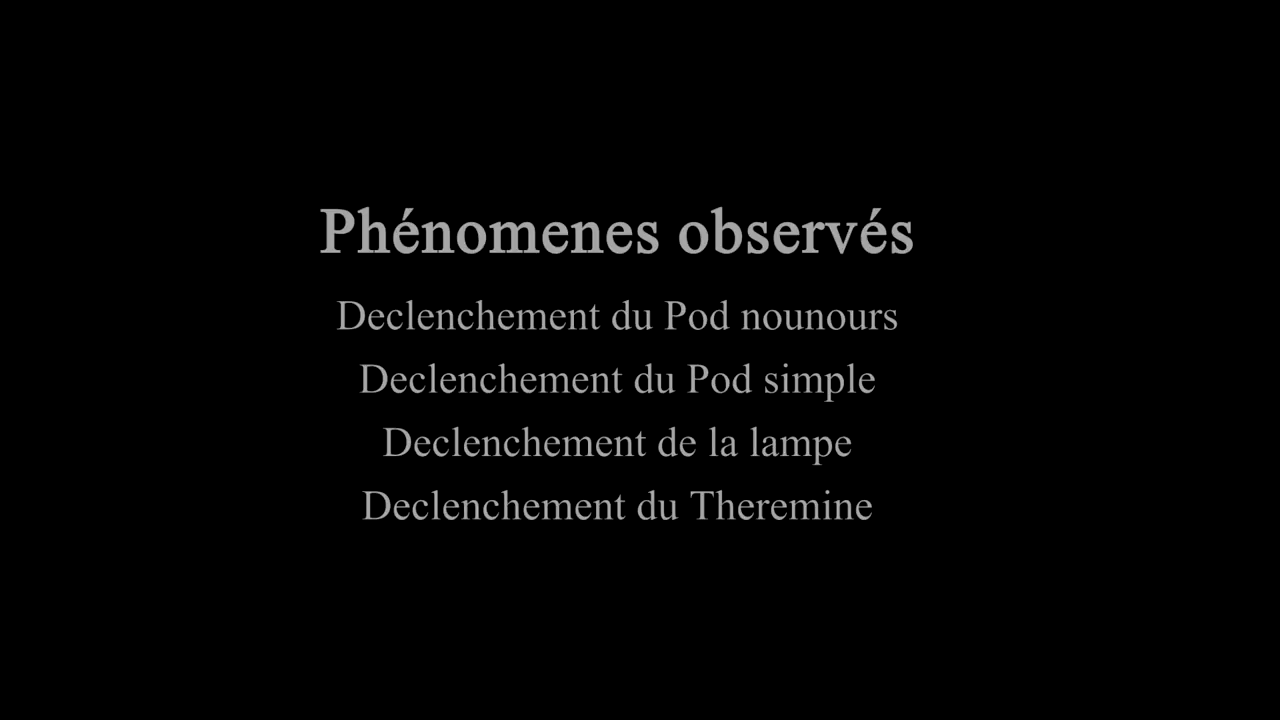 Phénomenes observés
Declenchement du Pod nounours
Declenchement du Pod simple
Declenchement de la lampe
Declenchement du Theremine